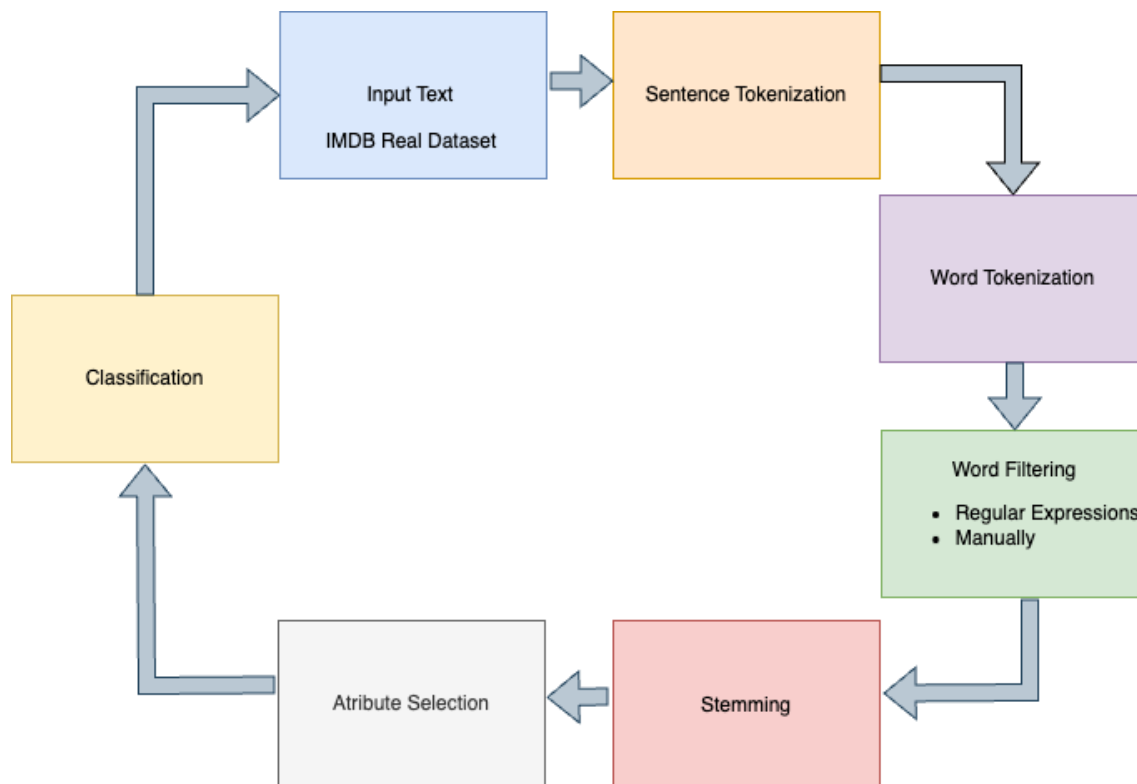 Input Text
IMDB Real Dataset
Sentence Tokenization
Word Tokenization
Word Filtering
• Regular Expressions
• Manually
Stemming
Atribute Selection
Classification